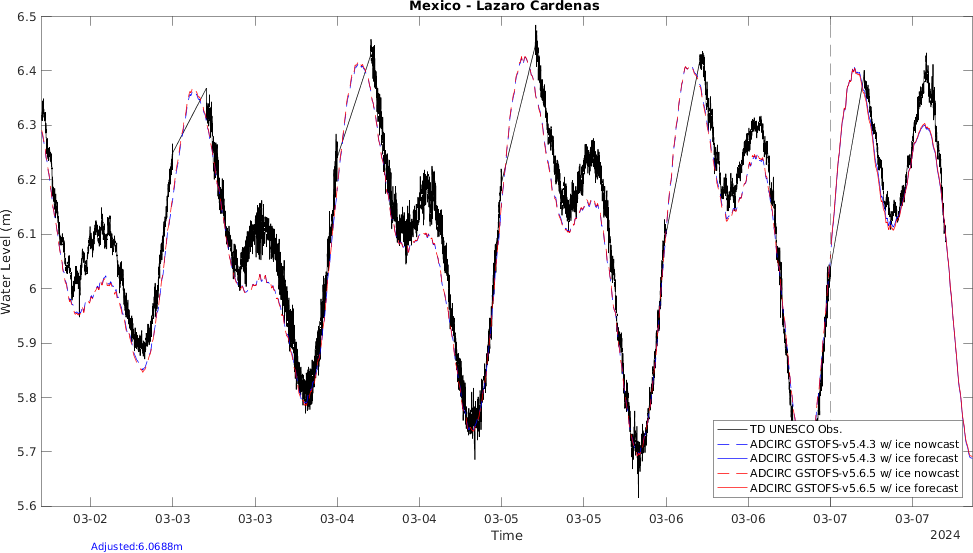 Mexico - Lazaro Cardenas
6.5
6.4
6.3
6.2
6.1
6
5.9
5.8
5.7
5.6
Water Level (m)
TD UNESCO Obs.
ADCIRC GSTOFS-v5.4.3 w/ ice nowcast
ADCIRC GSTOFS-v5.4.3 w/ ice forecast
ADCIRC GSTOFS-v5.6.5 w/ ice nowcast
ADCIRC GSTOFS-v5.6.5 w/ ice forecast
03-02 03-03 03-03 03-04 03-04 03-05 03-05 03-06 03-06 03-07 03-07
Time
2024
Adjusted:6.0688m